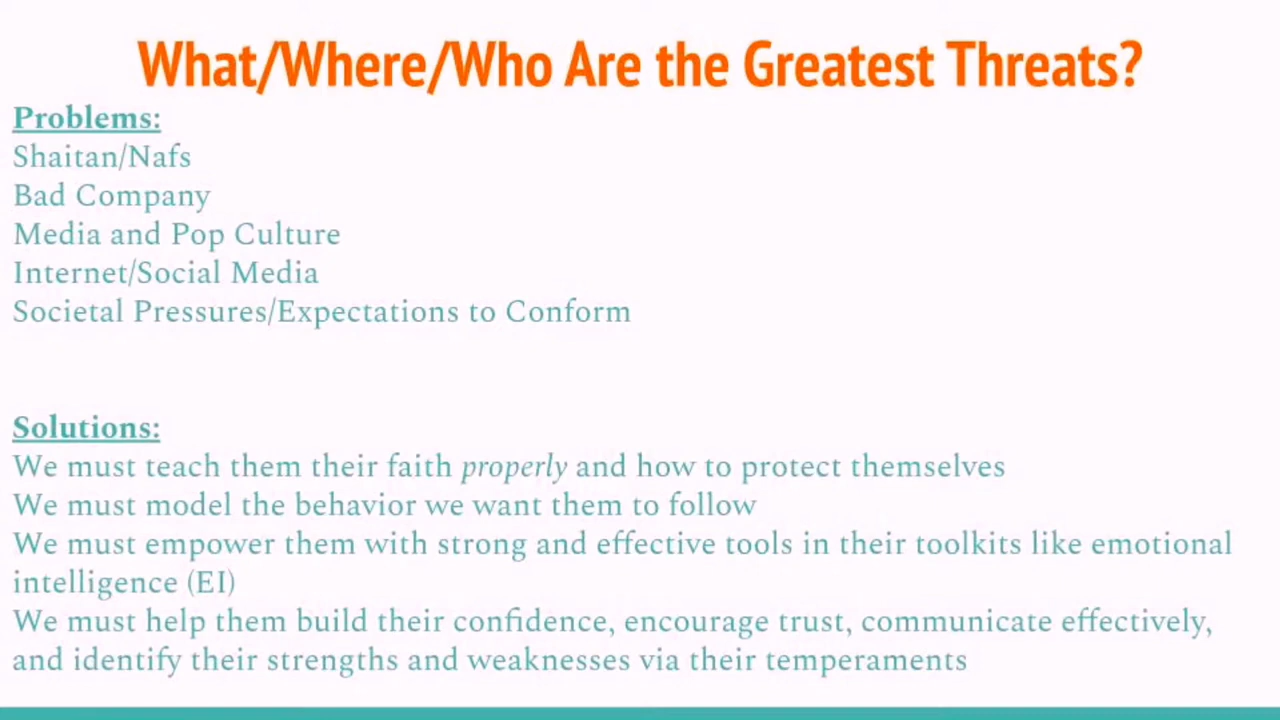 What/Where/Who Are the Greatest Threats?
Problems:
Shaitan/Nafs
Bad Company
Media and Pop Culture
Internet/Social Media
Societal Pressures/Expectations to Conform
Solutions:
We must teach them their faith properly and how to protect themselves
We must model the behavior we want them to follow
We must empower them with strong and effective tools in their toolkits like emotional
intelligence (EI)
We must help them build their confidence, encourage trust, communicate effectively,
and identify their strengths and weaknesses via their temperaments